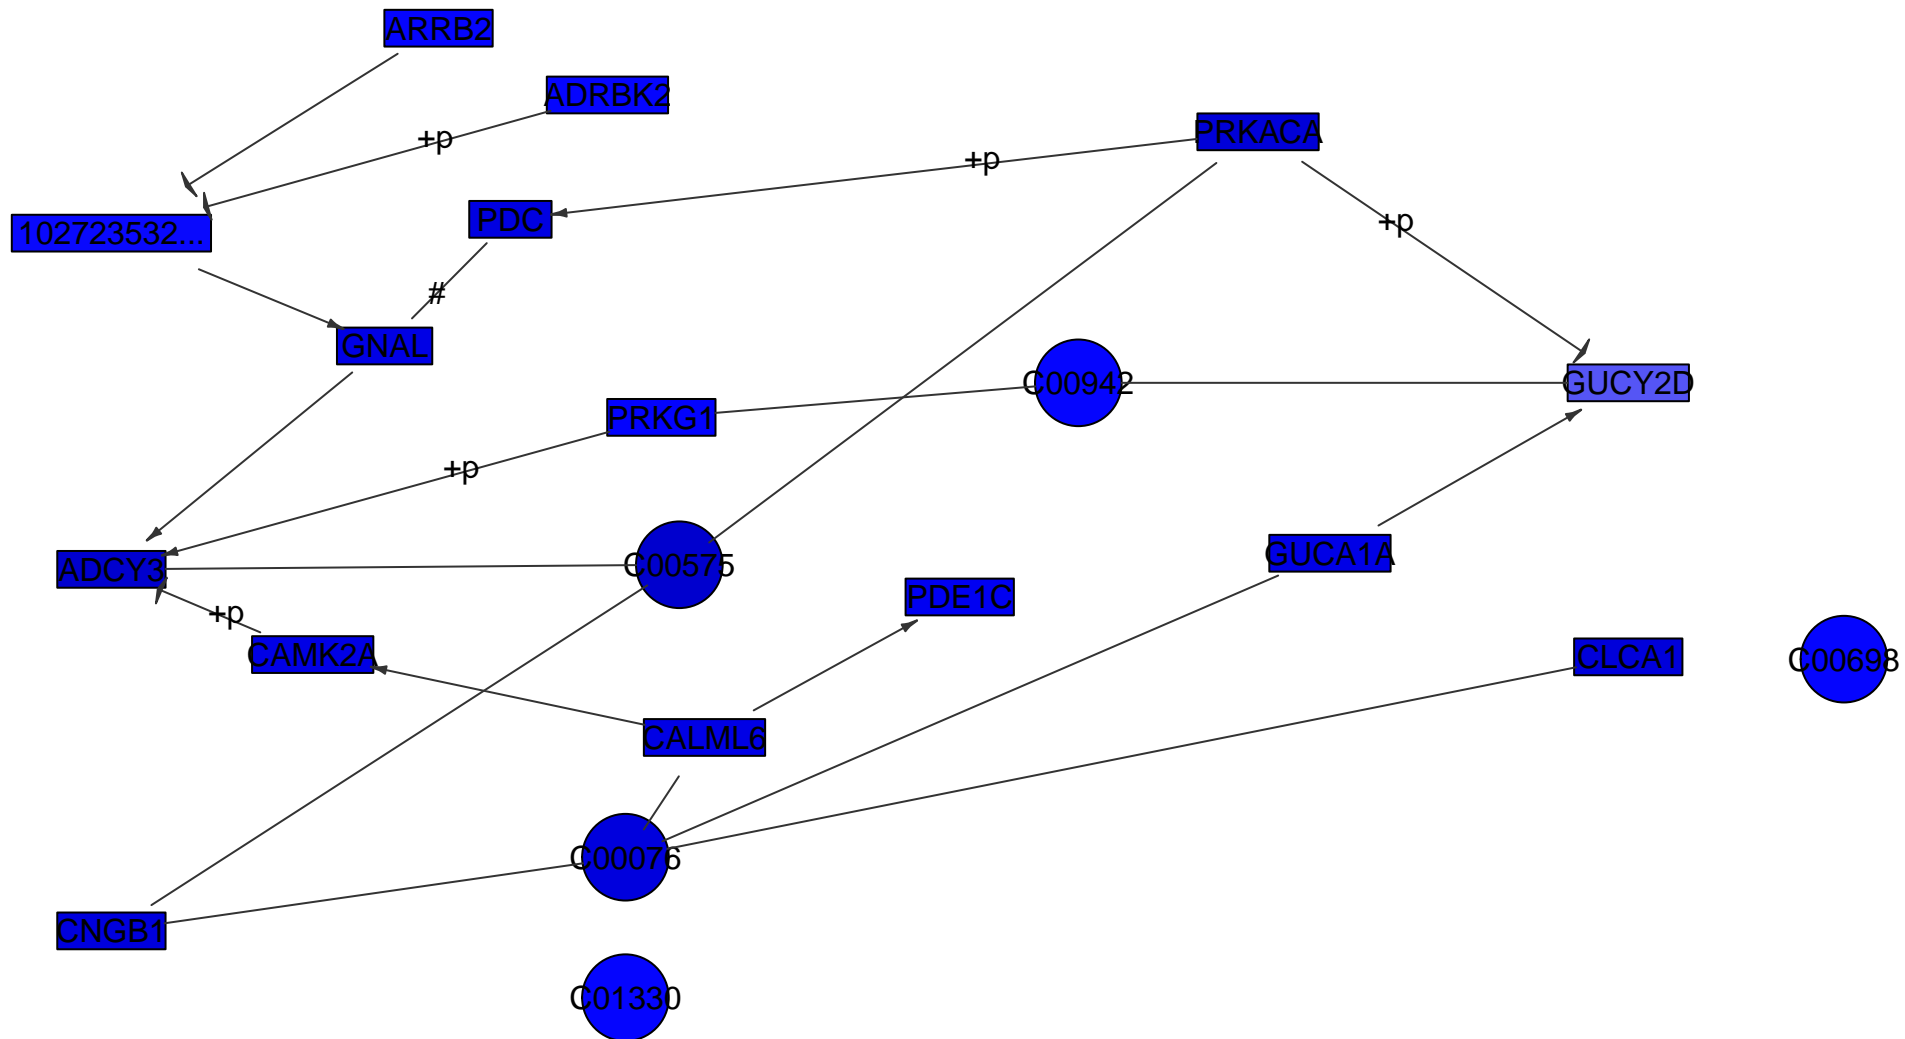 ARRB2
ADRBK2
PRKACA
+p
+p
102723532...
PDC
+p
#
GNAL
C00942
GUCY2D
PRKG1
+p
ADCY3
C00575
GUCA1A
PDE1C
+p
CAMK2A
CLCA1
C00698
CALML6
C00076
CNGB1
C01330